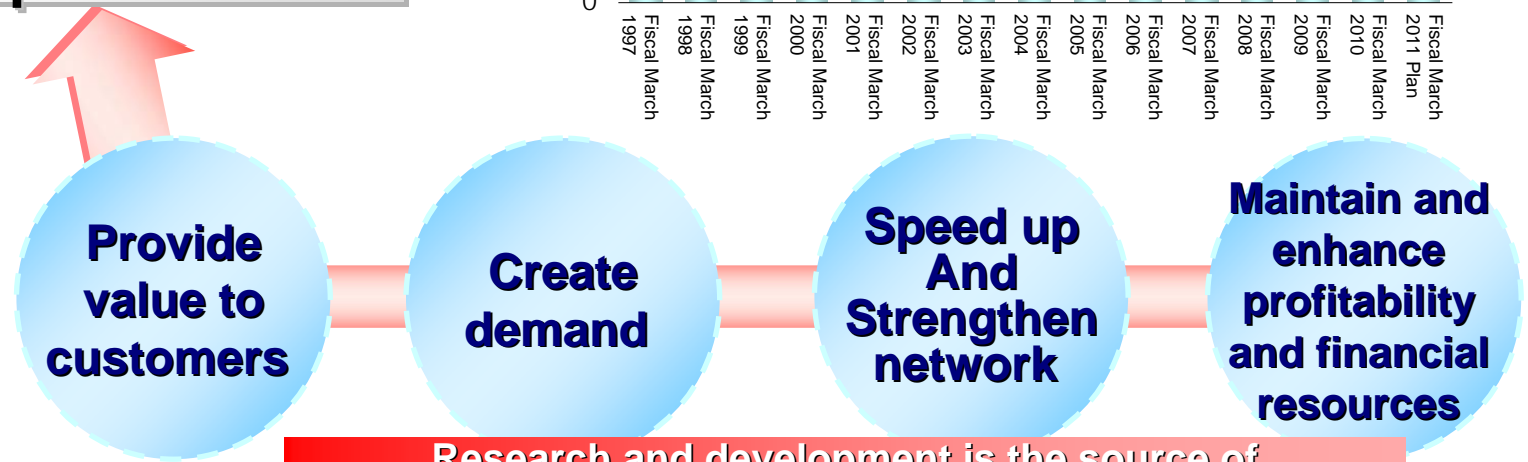 0
Fiscal March
1997
Fiscal March
1998
Fiscal March
1999
Fiscal March
2000
Fiscal March
2001
Fiscal March
2002
Fiscal March
2003
Fiscal March
2004
Fiscal March
2005
Fiscal March
2006
Fiscal March
2007
Fiscal March
2008
Fiscal March
2009
Fiscal March
2010
Fiscal March
2011 Plan
Provide
value to
customers
Create
demand
Speed up
And
Strengthen
network
Maintain and
enhance
profitability
and financial
resources
Research and development is the source of